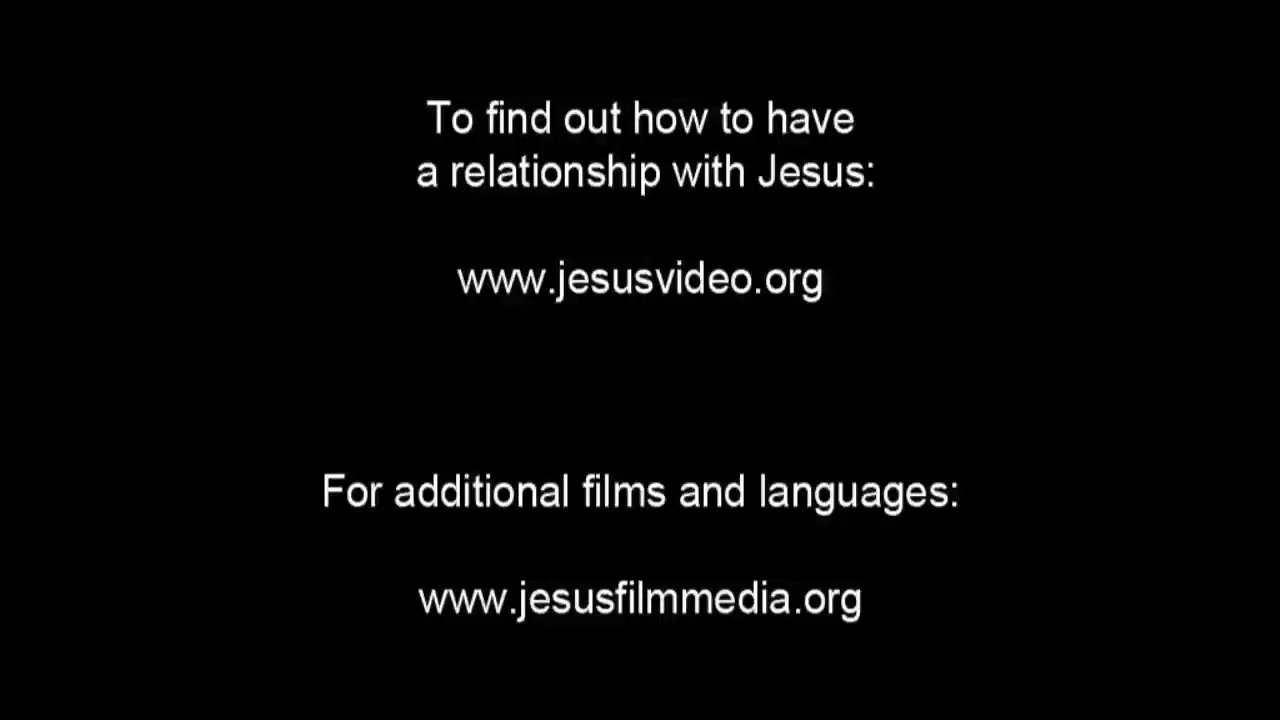 To find out how to have
a relationship with Jesus:
www.jesusvideo.org
For additional films and languages:
www.jesusfilmmedia.org